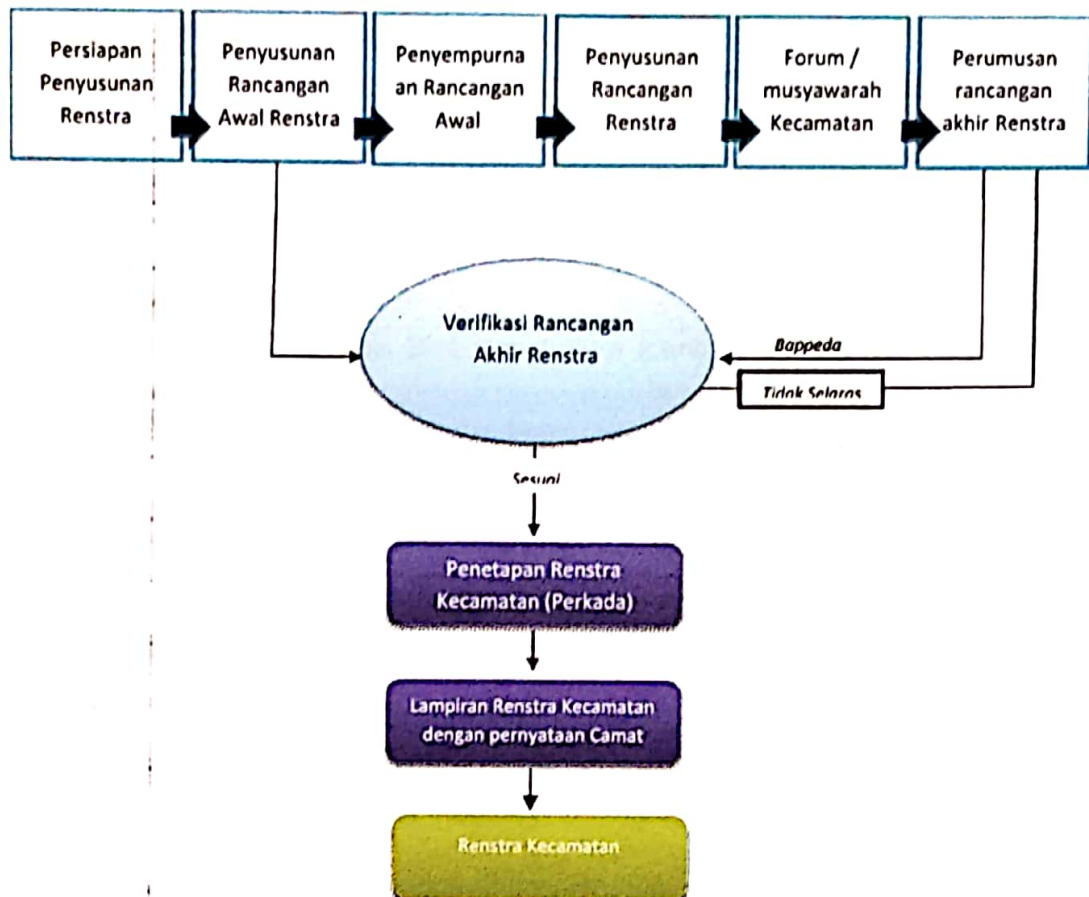 Persiapan
Penyusunan
Renstra
Penyusunan
Rancangan
Awal Renstra
Penyempurna
an Rancangan
Awal
Penyusunan
Rancangan
Renstra
Forum /
musyawarah
Kecamatan
Perumusan
rancangan
akhir Renstra
Verifikasi Rancangan
Akhir Renstra
Bappeda
Tidak Selaras
Sesuai
Penetapan Renstra
Kecamatan (Perkada)
Lampiran Renstra Kecamatan
dengan pernyataan Camat
Renstra Kecamatan